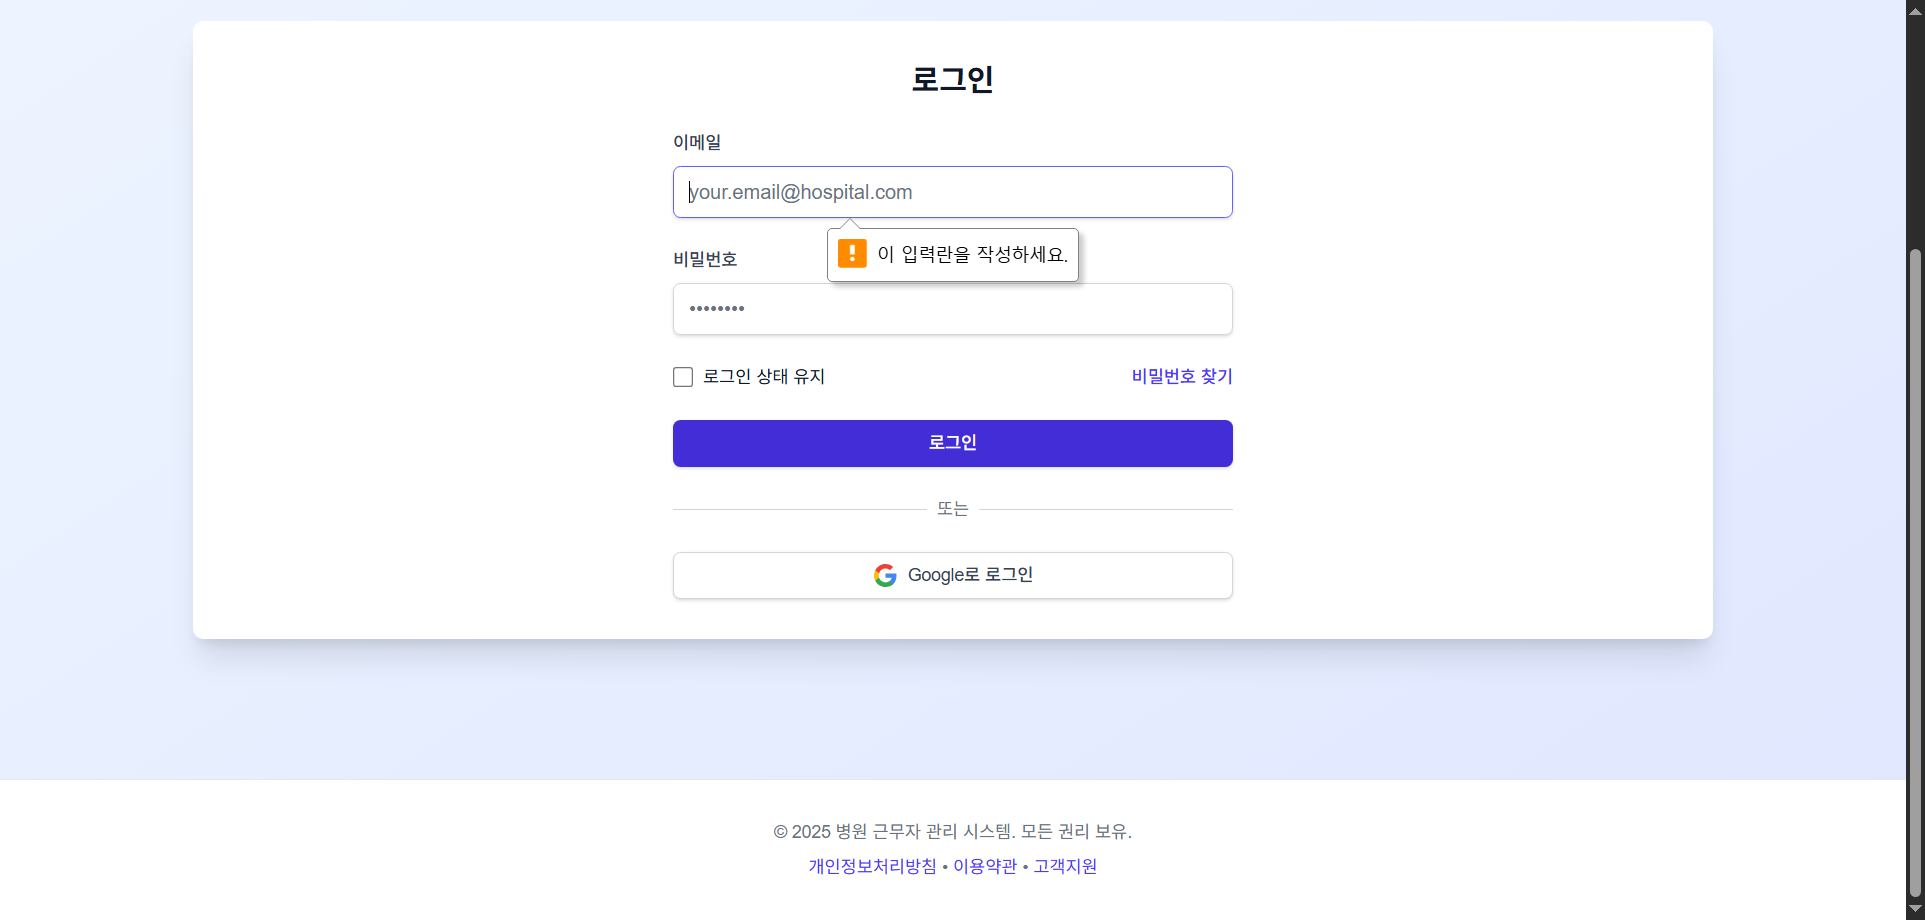 로그인
이메일
your.email@hospital.com
이 입력란을 작성하세요.
비밀번호
••••••••
로그인 상태 유지
비밀번호 찾기
로그인
또는
Google로 로그인
© 2025 병원 근무자 관리 시스템. 모든 권리 보유.
개인정보처리방침 • 이용약관 • 고객지원